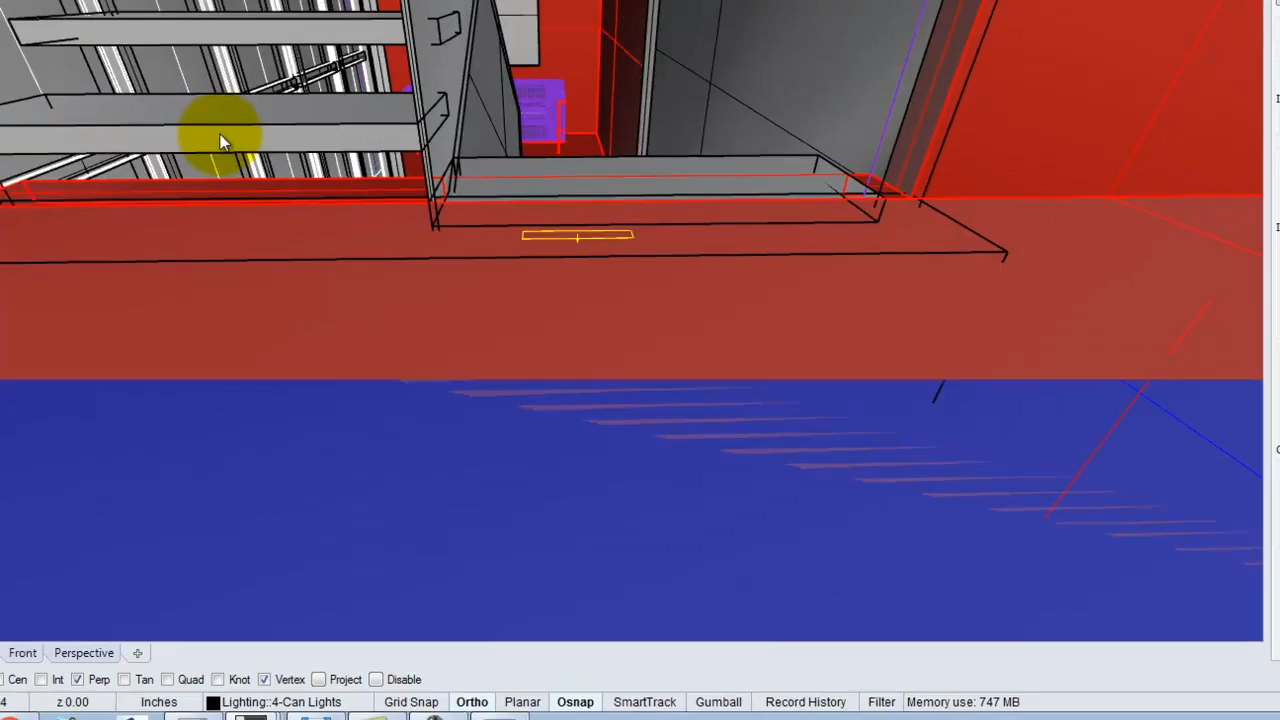 Front Perspective
Cen Int Perp Tan Quad Knot Vertex Project Disable
4 z 0.00 Inches Lighting::4-Can Lights Grid Snap Ortho Planar Osnap SmartTrack Gumball Record History Filter Memory use: 747 MB